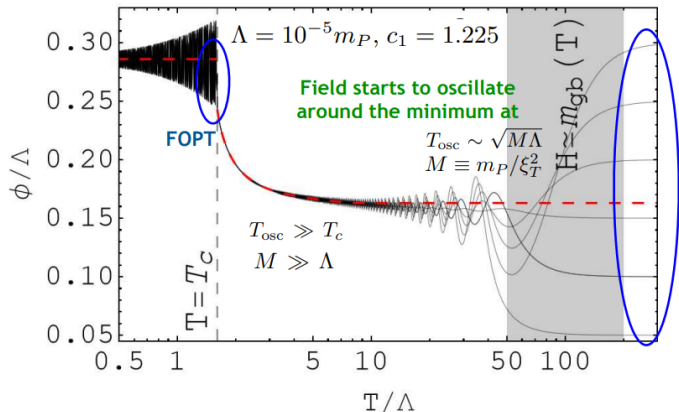 Λ = 10⁻⁵ m_P, c₁ = 1.225
Field starts to oscillate
around the minimum at
T_osc ∼ √(MΛ)
M ≡ m_P/ξ_T²
H≃m_gb(T)
FOPT
T_osc ≫ T_c
M ≫ Λ
T=T_c
ϕ/Λ
0.30
0.25
0.20
0.15
0.10
0.05
0.5 1 5 10 50 100
T/Λ